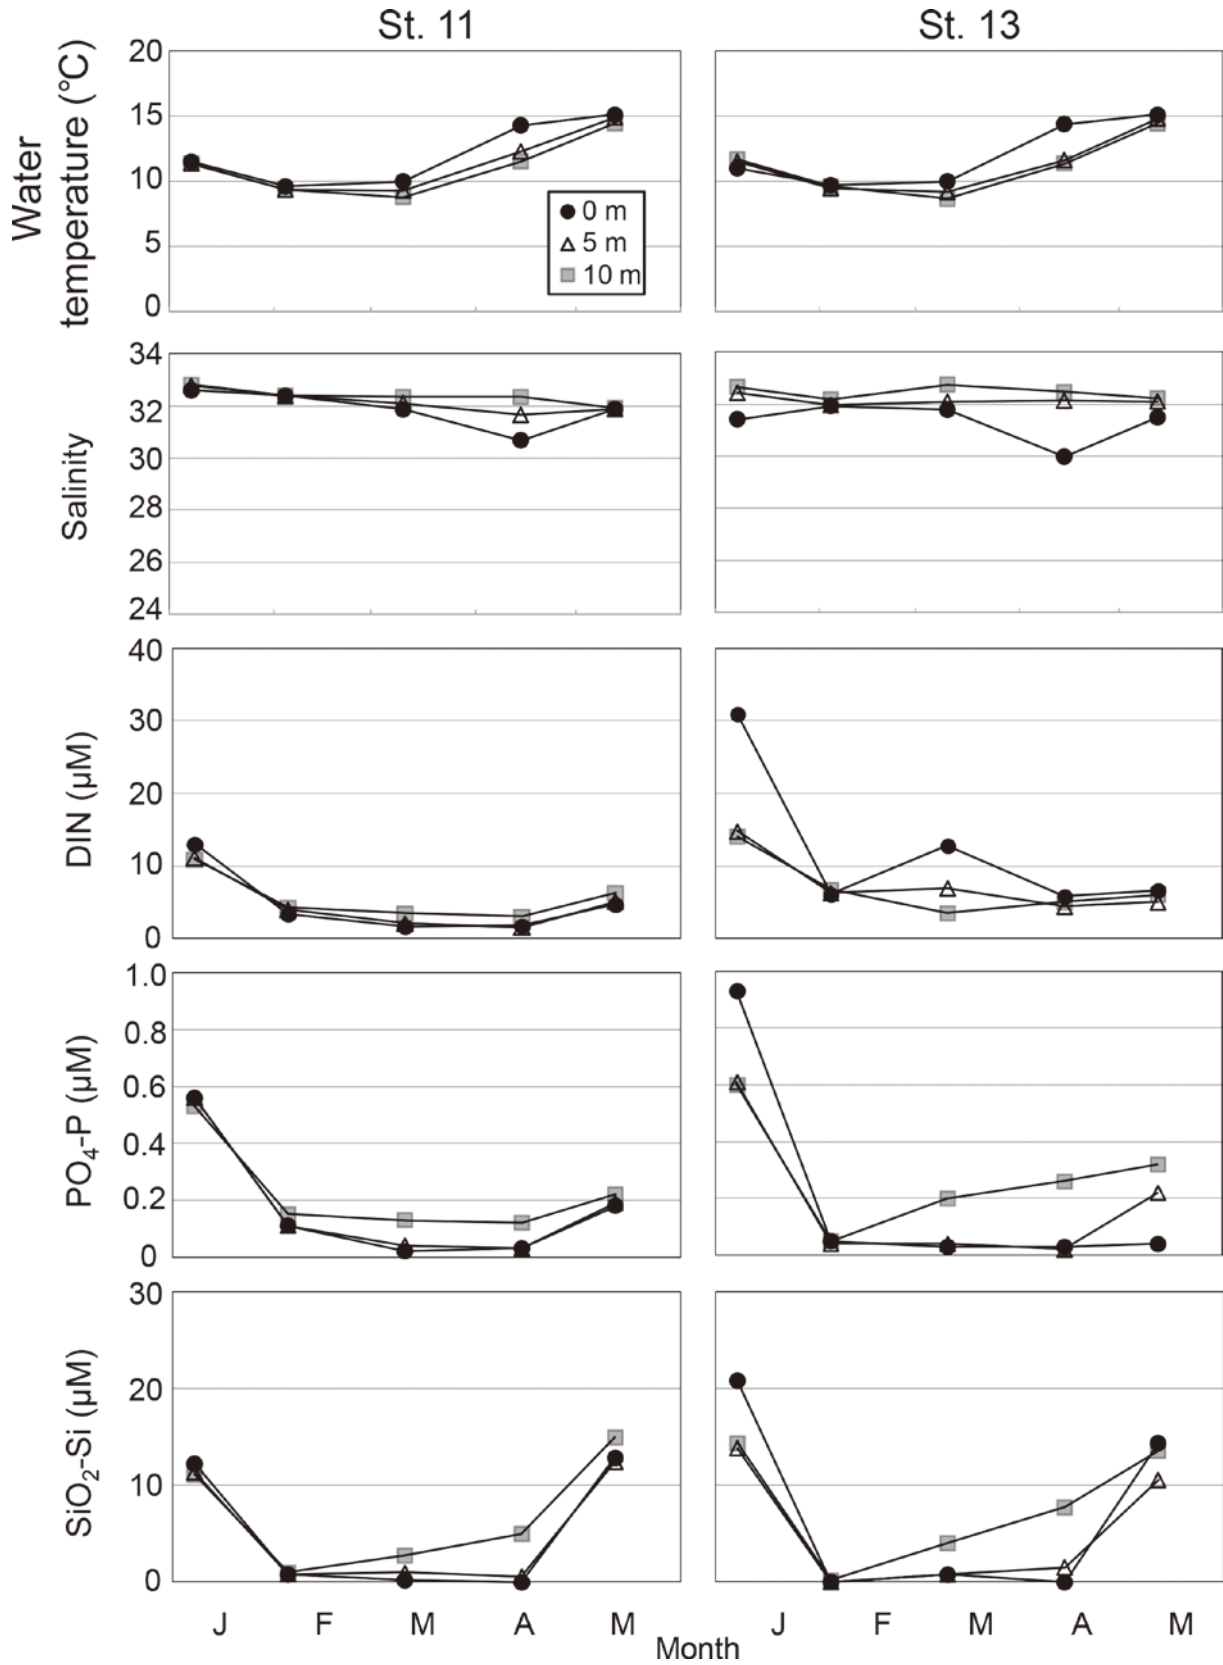 St. 11
St. 13
Water
temperature (℃)
20
15
10
5
0
0 m
5 m
10 m
Salinity
34
32
30
28
26
24
DIN (μM)
40
30
20
10
0
PO4-P (μM)
1.0
0.8
0.6
0.4
0.2
0
SiO2-Si (μM)
30
20
10
0
J F M A M
J F M A M
Month